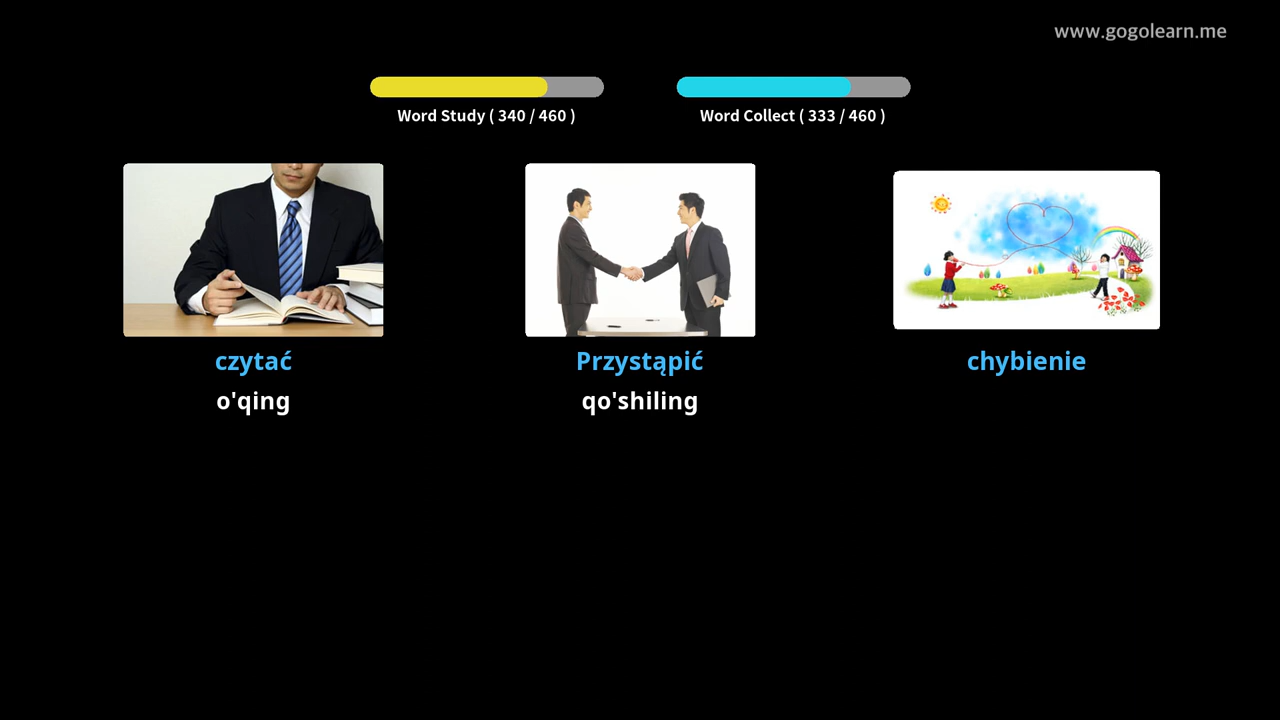 www.gogolearn.me
Word Study ( 340 / 460 )
Word Collect ( 333 / 460 )
czytać
o'qing
Przystąpić
qo'shiling
chybienie